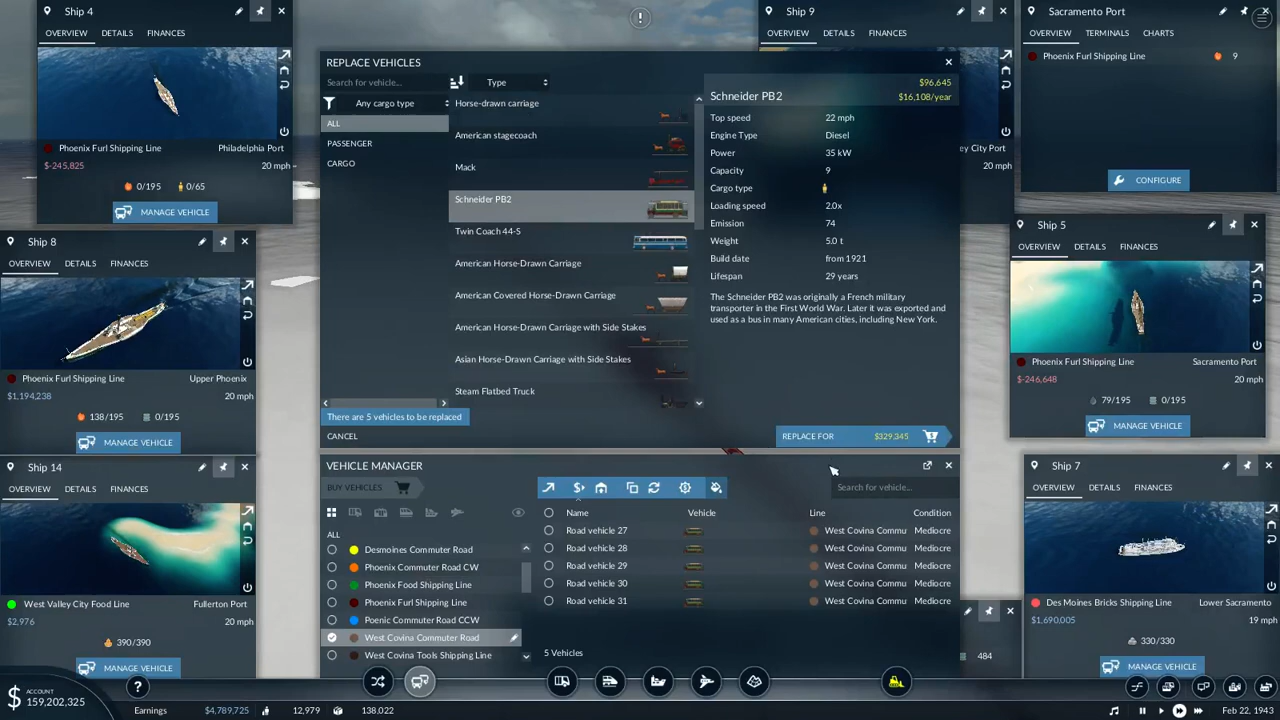 Ship 4
OVERVIEW DETAILS FINANCES
Phoenix Furl Shipping Line Philadelphia Port
$-245,825 20 mph
0/195 0/65
MANAGE VEHICLE
Ship 8
OVERVIEW DETAILS FINANCES
Phoenix Furl Shipping Line Upper Phoenix
$1,194,238 20 mph
138/195 0/195
MANAGE VEHICLE
Ship 14
OVERVIEW DETAILS FINANCES
West Valley City Food Line Fullerton Port
$2,976 20 mph
390/390
MANAGE VEHICLE
REPLACE VEHICLES
Search for vehicle... Type
Any cargo type
ALL
PASSENGER
CARGO
Horse-drawn carriage
American stagecoach
Mack
Schneider PB2
Twin Coach 44-S
American Horse-Drawn Carriage
American Covered Horse-Drawn Carriage
American Horse-Drawn Carriage with Side Stakes
Asian Horse-Drawn Carriage with Side Stakes
Steam Flatbed Truck
$96,645
Schneider PB2 $16,108/year
Top speed 22 mph
Engine Type Diesel
Power 35 kW
Capacity 9
Cargo type
Loading speed 2.0x
Emission 74
Weight 5.0 t
Build date from 1921
Lifespan 29 years
The Schneider PB2 was originally a French military
transporter in the First World War. Later it was exported and
used as a bus in many American cities, including New York.
There are 5 vehicles to be replaced
CANCEL REPLACE FOR $329,345
VEHICLE MANAGER
BUY VEHICLES Search for vehicle...
ALL
Desmoines Commuter Road
Phoenix Commuter Road CW
Phoenix Food Shipping Line
Phoenix Furl Shipping Line
Poenic Commuter Road CCW
West Covina Commuter Road
West Covina Tools Shipping Line
Name Vehicle Line Condition
Road vehicle 27 West Covina Commu Mediocre
Road vehicle 28 West Covina Commu Mediocre
Road vehicle 29 West Covina Commu Mediocre
Road vehicle 30 West Covina Commu Mediocre
Road vehicle 31 West Covina Commu Mediocre
5 Vehicles
Ship 9
OVERVIEW DETAILS FINANCES
ey City Port
20 mph
Sacramento Port
OVERVIEW TERMINALS CHARTS
Phoenix Furl Shipping Line 9
CONFIGURE
Ship 5
OVERVIEW DETAILS FINANCES
Phoenix Furl Shipping Line Sacramento Port
$-246,648 20 mph
79/195 0/195
MANAGE VEHICLE
Ship 7
OVERVIEW DETAILS FINANCES
Des Moines Bricks Shipping Line Lower Sacramento
$1,690,005 19 mph
330/330
MANAGE VEHICLE
484
$ ACCOUNT
159,202,325
?
Earnings $4,789,725 12,979 138,022 Feb 22, 1943